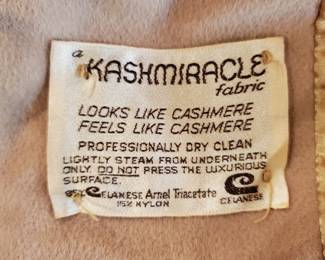 a
KASHMIRACLE
fabric
LOOKS LIKE CASHMERE
FEELS LIKE CASHMERE
PROFESSIONALLY DRY CLEAN
LIGHTLY STEAM FROM UNDERNEATH
ONLY. DO NOT PRESS THE LUXURIOUS
SURFACE.
85% CELANESE Arnel Triacetate
15% NYLON
CELANESE